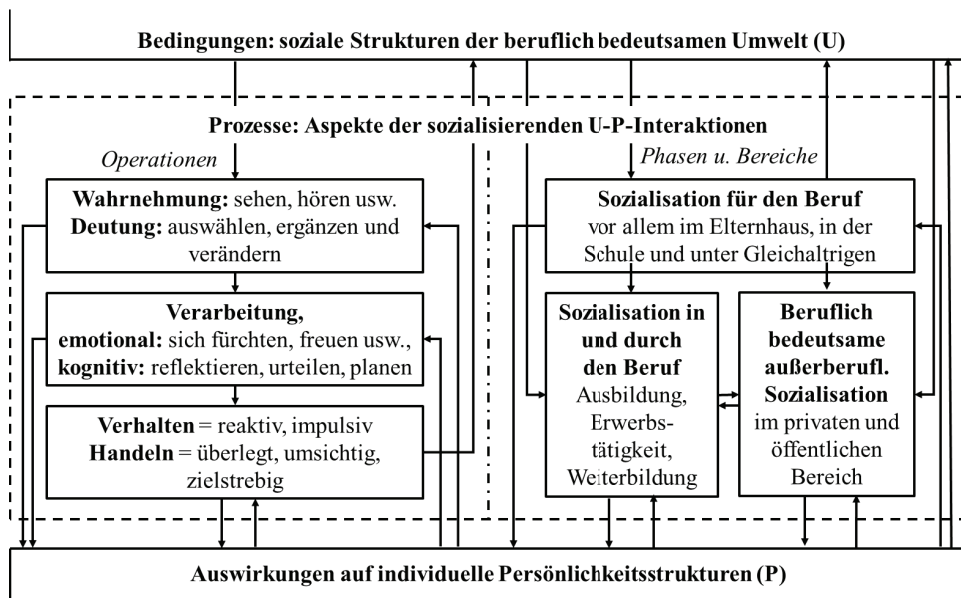 Bedingungen: soziale Strukturen der beruflich bedeutsamen Umwelt (U)
Prozesse: Aspekte der sozialisierenden U-P-Interaktionen
Operationen
Phasen u. Bereiche
Wahrnehmung: sehen, hören usw.
Deutung: auswählen, ergänzen und
verändern
Verarbeitung,
emotional: sich fürchten, freuen usw.,
kognitiv: reflektieren, urteilen, planen
Verhalten = reaktiv, impulsiv
Handeln = überlegt, umsichtig,
zielstrebig
Sozialisation für den Beruf
vor allem im Elternhaus, in der
Schule und unter Gleichaltrigen
Sozialisation in
und durch
den Beruf
Ausbildung,
Erwerbs-
tätigkeit,
Weiterbildung
Beruflich
bedeutsame
außerberufl.
Sozialisation
im privaten und
öffentlichen
Bereich
Auswirkungen auf individuelle Persönlichkeitsstrukturen (P)